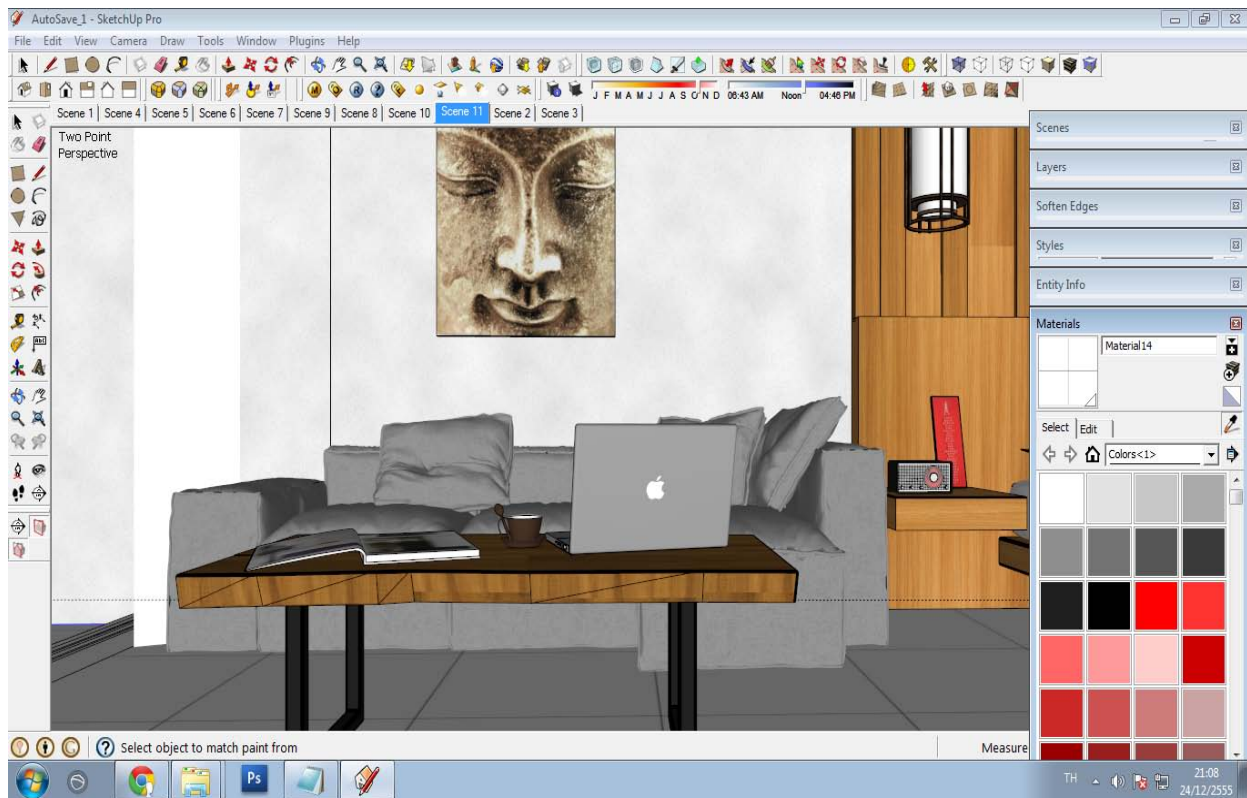 AutoSave_1 - SketchUp Pro
File Edit View Camera Draw Tools Window Plugins Help
J F M A M J J A S O N D 06:43 AM Noon 04:46 PM
Scene 1 Scene 4 Scene 5 Scene 6 Scene 7 Scene 9 Scene 8 Scene 10 Scene 11 Scene 2 Scene 3
Two Point
Perspective
Scenes
Layers
Soften Edges
Styles
Entity Info
Materials
Material14
Select Edit
Colors<1>
Select object to match paint from
Measure
Ps
TH
21:08
24/12/2555